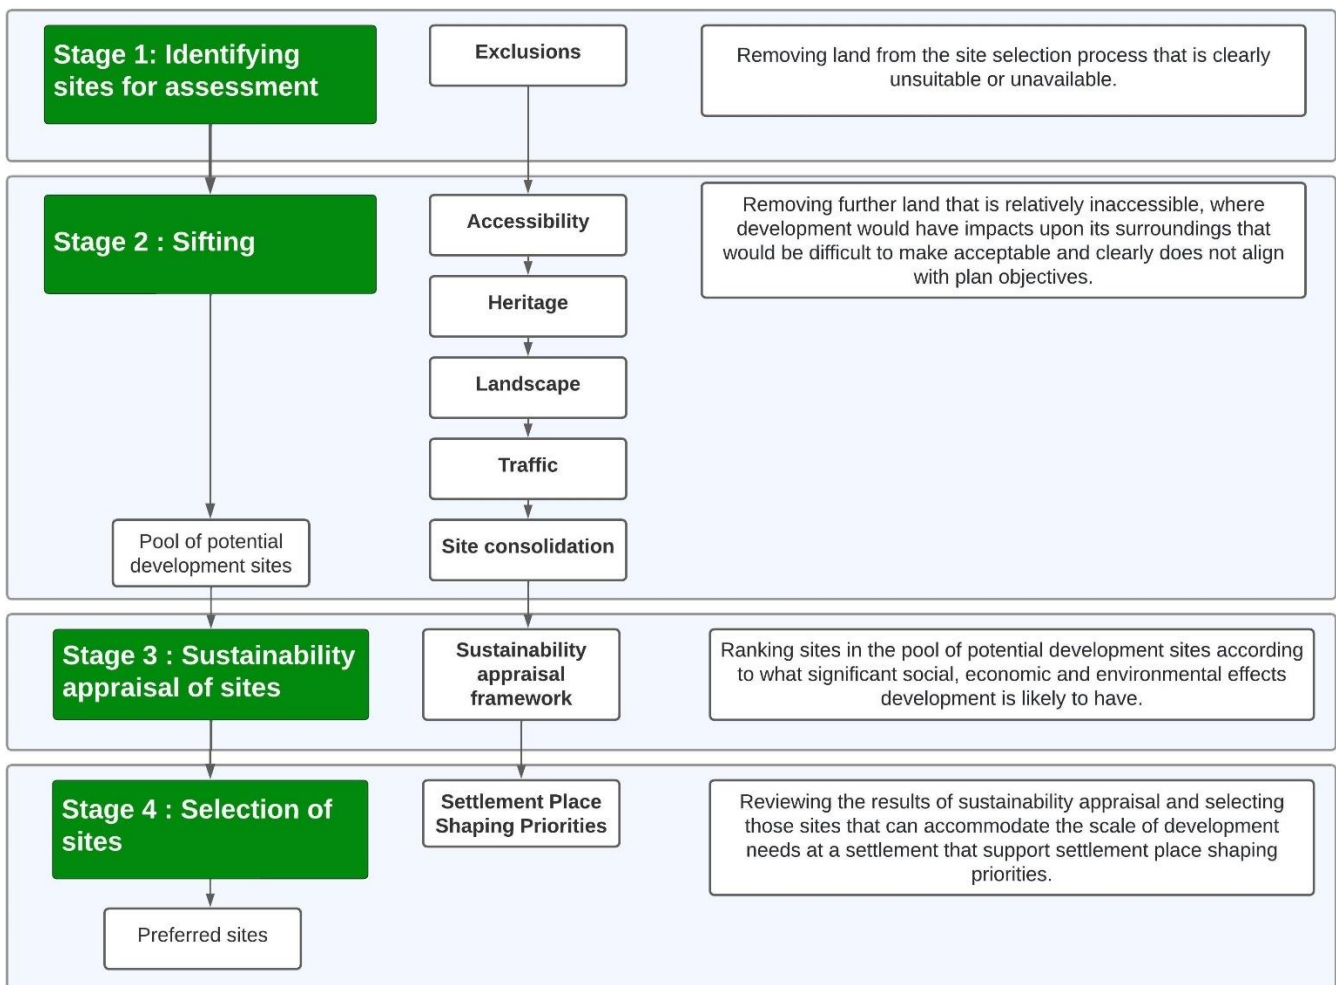 Stage 1: Identifying
sites for assessment
Exclusions
Removing land from the site selection process that is clearly
unsuitable or unavailable.
Stage 2 : Sifting
Accessibility
Heritage
Landscape
Traffic
Site consolidation
Removing further land that is relatively inaccessible, where
development would have impacts upon its surroundings that
would be difficult to make acceptable and clearly does not align
with plan objectives.
Pool of potential
development sites
Stage 3 : Sustainability
appraisal of sites
Sustainability
appraisal
framework
Ranking sites in the pool of potential development sites according
to what significant social, economic and environmental effects
development is likely to have.
Stage 4 : Selection of
sites
Settlement Place
Shaping Priorities
Reviewing the results of sustainability appraisal and selecting
those sites that can accommodate the scale of development
needs at a settlement that support settlement place shaping
priorities.
Preferred sites